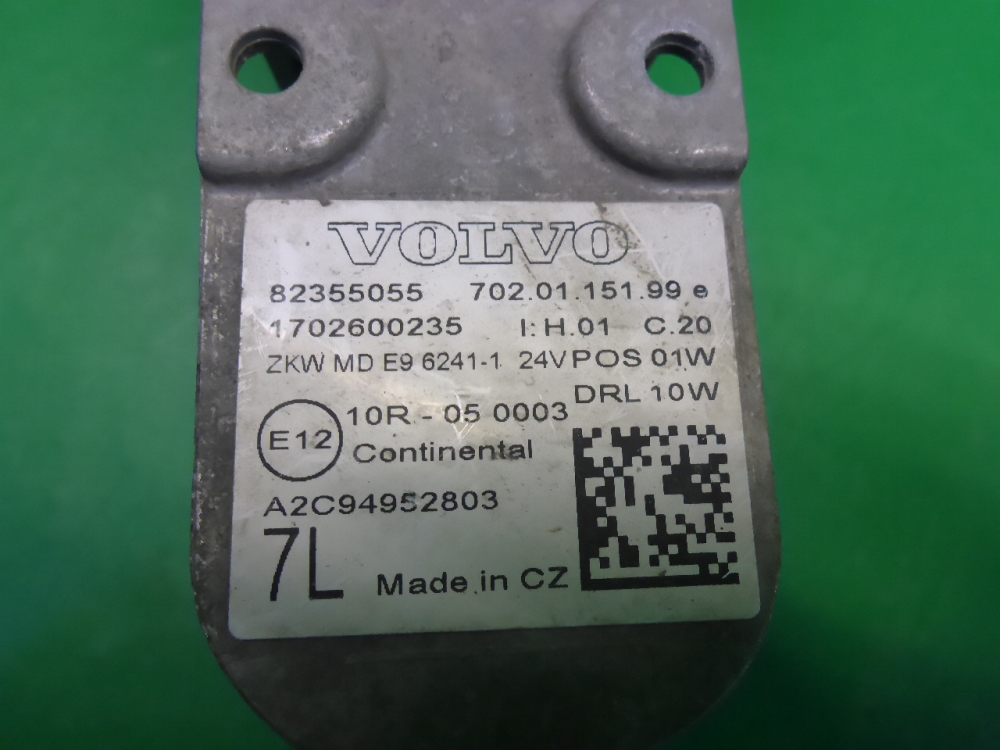 VOLVO
82355055 702.01.151.99 e
1702600235 I: H.01 C.20
ZKW MD E9 6241-1 24V POS 01W
DRL 10W
E12 10R - 05 0003
Continental
A2C94952803
7L Made in CZ